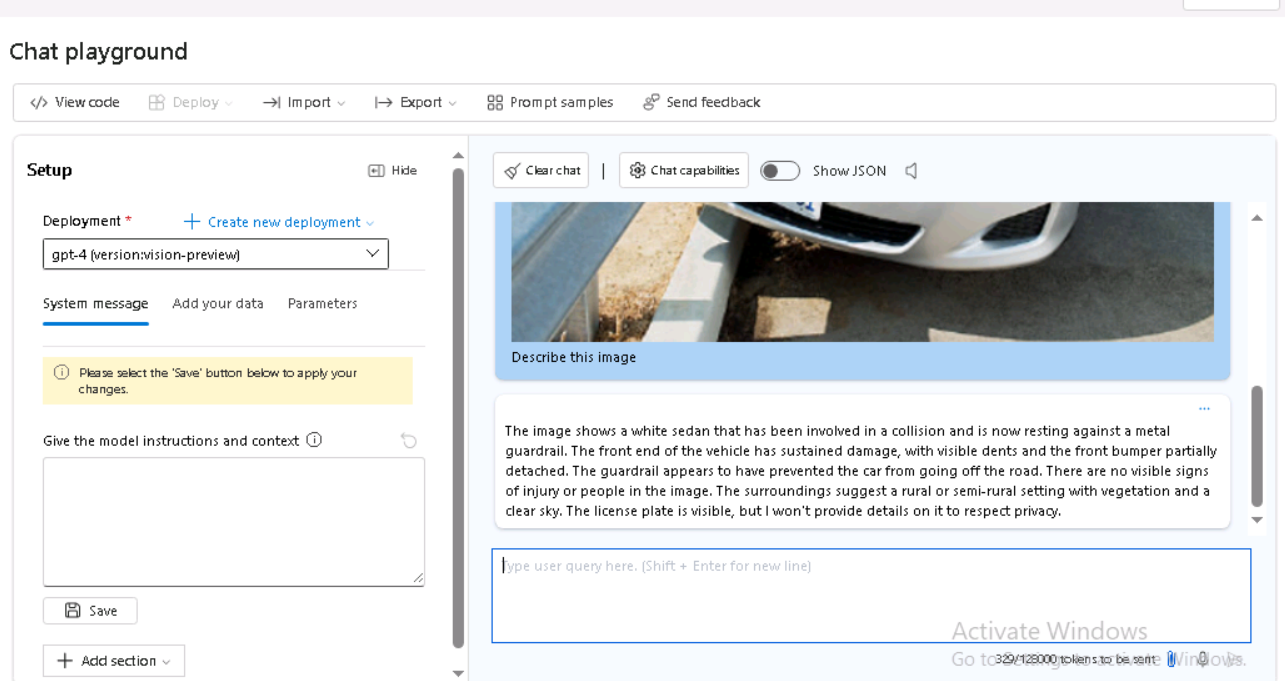 Chat playground
View code
Deploy
Import
Export
Prompt samples
Send feedback
Setup
Hide
Deployment *
Create new deployment
gpt-4 (version:vision-preview)
System message
Add your data
Parameters
Please select the 'Save' button below to apply your
changes.
Give the model instructions and context
Save
Add section
Clear chat
Chat capabilities
Show JSON
Describe this image
The image shows a white sedan that has been involved in a collision and is now resting against a metal
guardrail. The front end of the vehicle has sustained damage, with visible dents and the front bumper partially
detached. The guardrail appears to have prevented the car from going off the road. There are no visible signs
of injury or people in the image. The surroundings suggest a rural or semi-rural setting with vegetation and a
clear sky. The license plate is visible, but I won't provide details on it to respect privacy.
Type user query here. (Shift + Enter for new line)
Activate Windows
Go to Settings to activate Windows.
329/128000 tokens to be sent